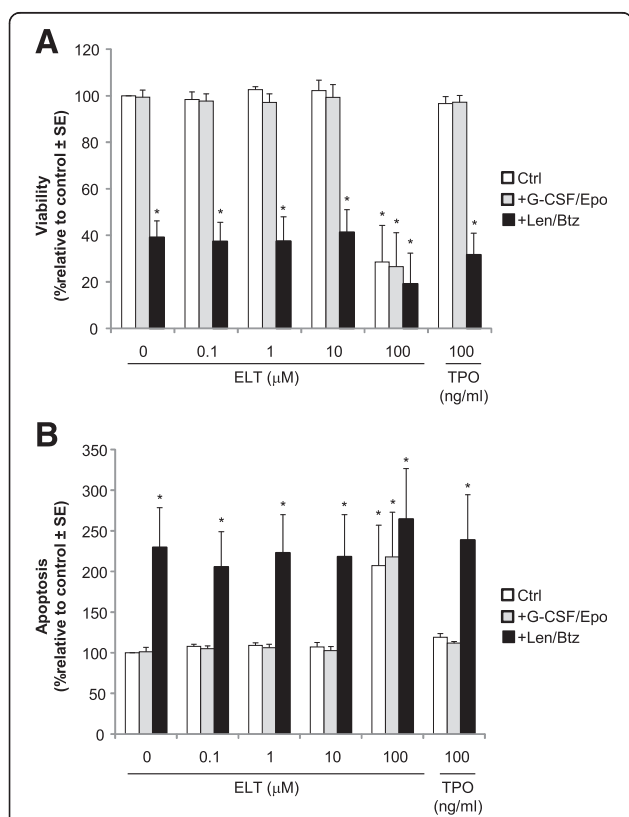 A
Viability
(%relative to control ± SE)
120
100
80
60
40
20
0
* * * * * * * *
Ctrl
+G-CSF/Epo
+Len/Btz
0 0.1 1 10 100 100
ELT (μM) TPO
(ng/ml)
B
Apoptosis
(%relative to control ± SE)
350
300
250
200
150
100
50
0
* * * * * * * *
Ctrl
+G-CSF/Epo
+Len/Btz
0 0.1 1 10 100 100
ELT (μM) TPO
(ng/ml)